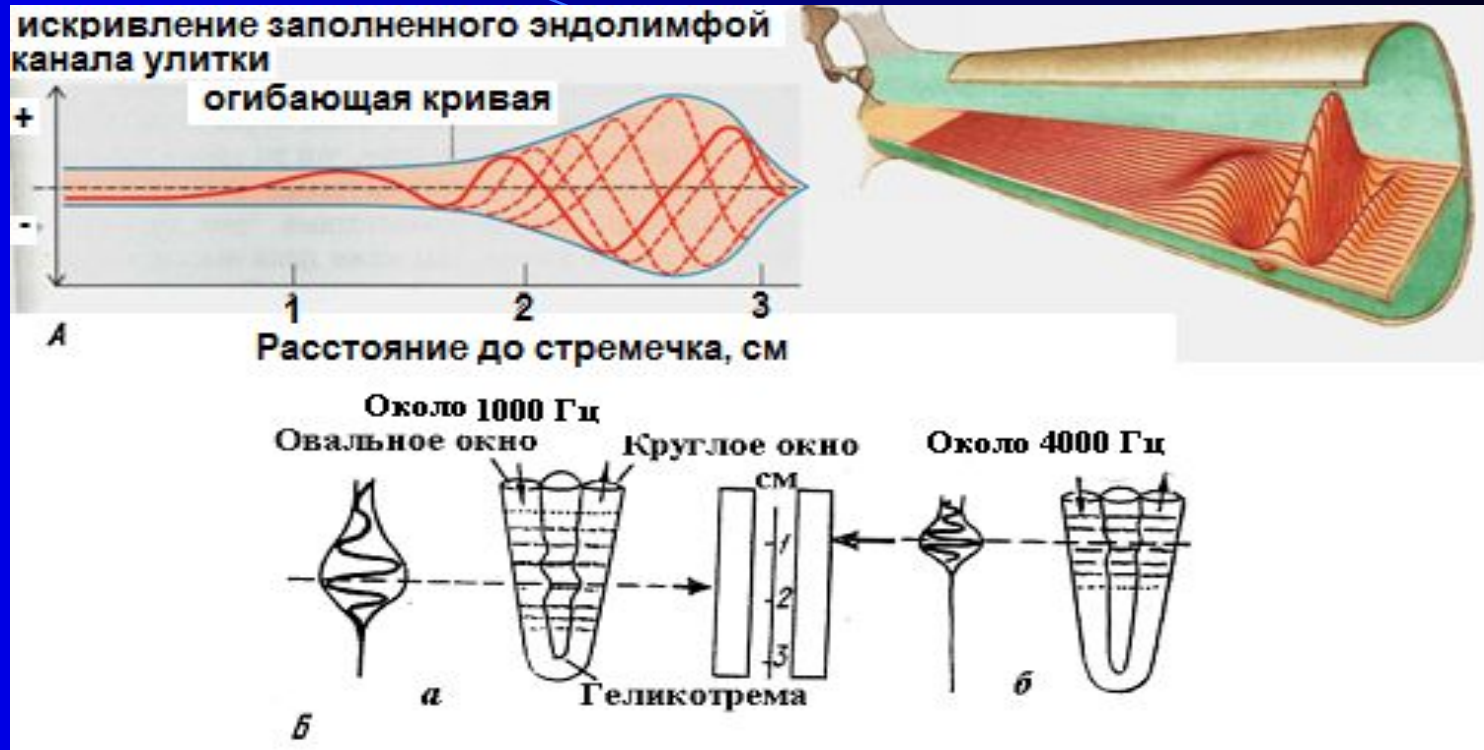 искривление заполненного эндолимфой
канала улитки
огибающая кривая
+
-
1 2 3
А
Расстояние до стремечка, см
Около 1000 Гц
Овальное окно
Круглое окно
Около 4000 Гц
см
1
2
3
а
Геликотрема
б
Б